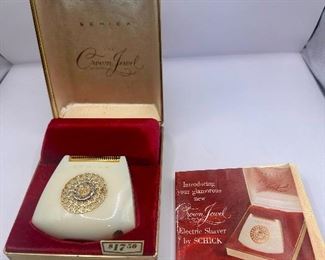 SCHICK
Crown Jewel
$17.50
Introducing
your glamorous
new
Crown Jewel
Electric Shaver
by SCHICK